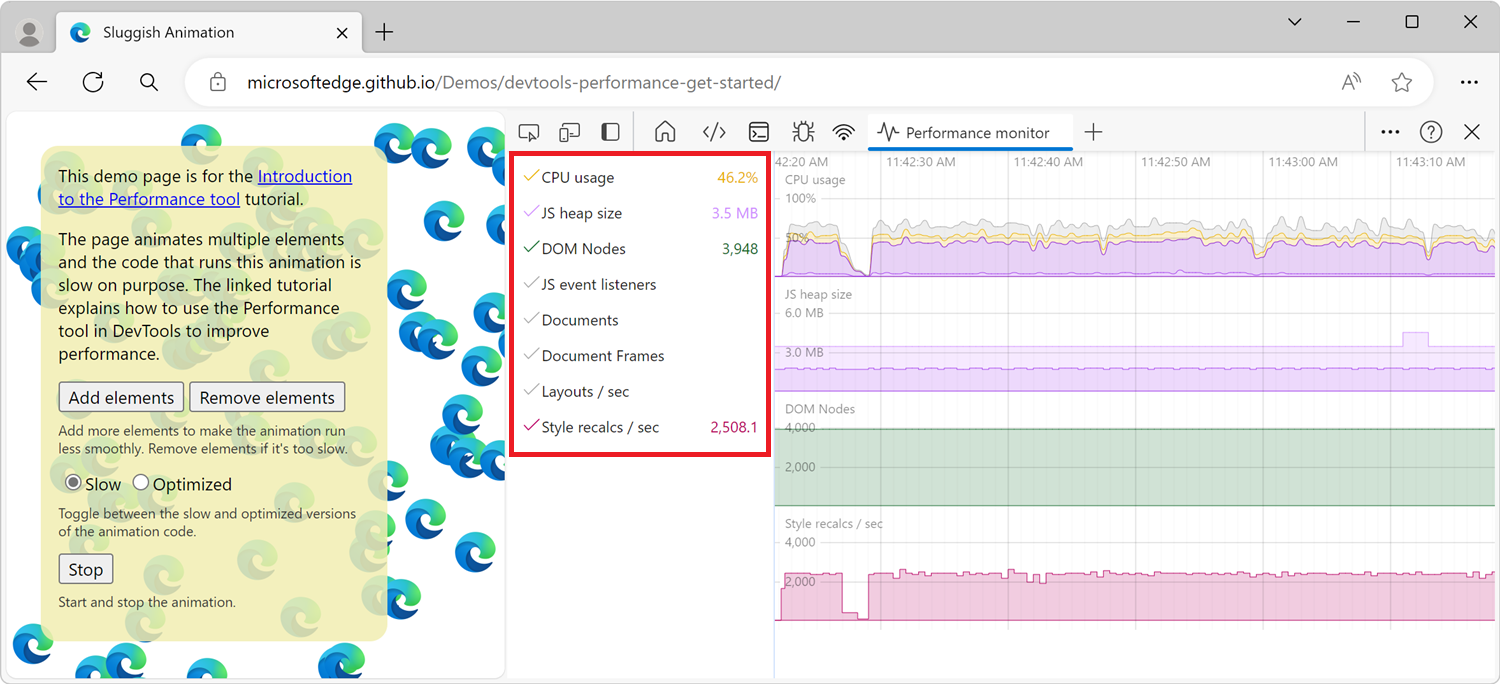 Sluggish Animation
microsoftedge.github.io/Demos/devtools-performance-get-started/
This demo page is for the Introduction
to the Performance tool tutorial.
The page animates multiple elements
and the code that runs this animation is
slow on purpose. The linked tutorial
explains how to use the Performance
tool in DevTools to improve
performance.
Add elements
Remove elements
Add more elements to make the animation run
less smoothly. Remove elements if it's too slow.
Slow
Optimized
Toggle between the slow and optimized versions
of the animation code.
Stop
Start and stop the animation.
Performance monitor
CPU usage 46.2%
JS heap size 3.5 MB
DOM Nodes 3,948
JS event listeners
Documents
Document Frames
Layouts / sec
Style recalcs / sec 2,508.1
42:20 AM 11:42:30 AM 11:42:40 AM 11:42:50 AM 11:43:00 AM 11:43:10 AM
CPU usage
100%
50%
JS heap size
6.0 MB
3.0 MB
DOM Nodes
4,000
2,000
Style recalcs / sec
4,000
2,000